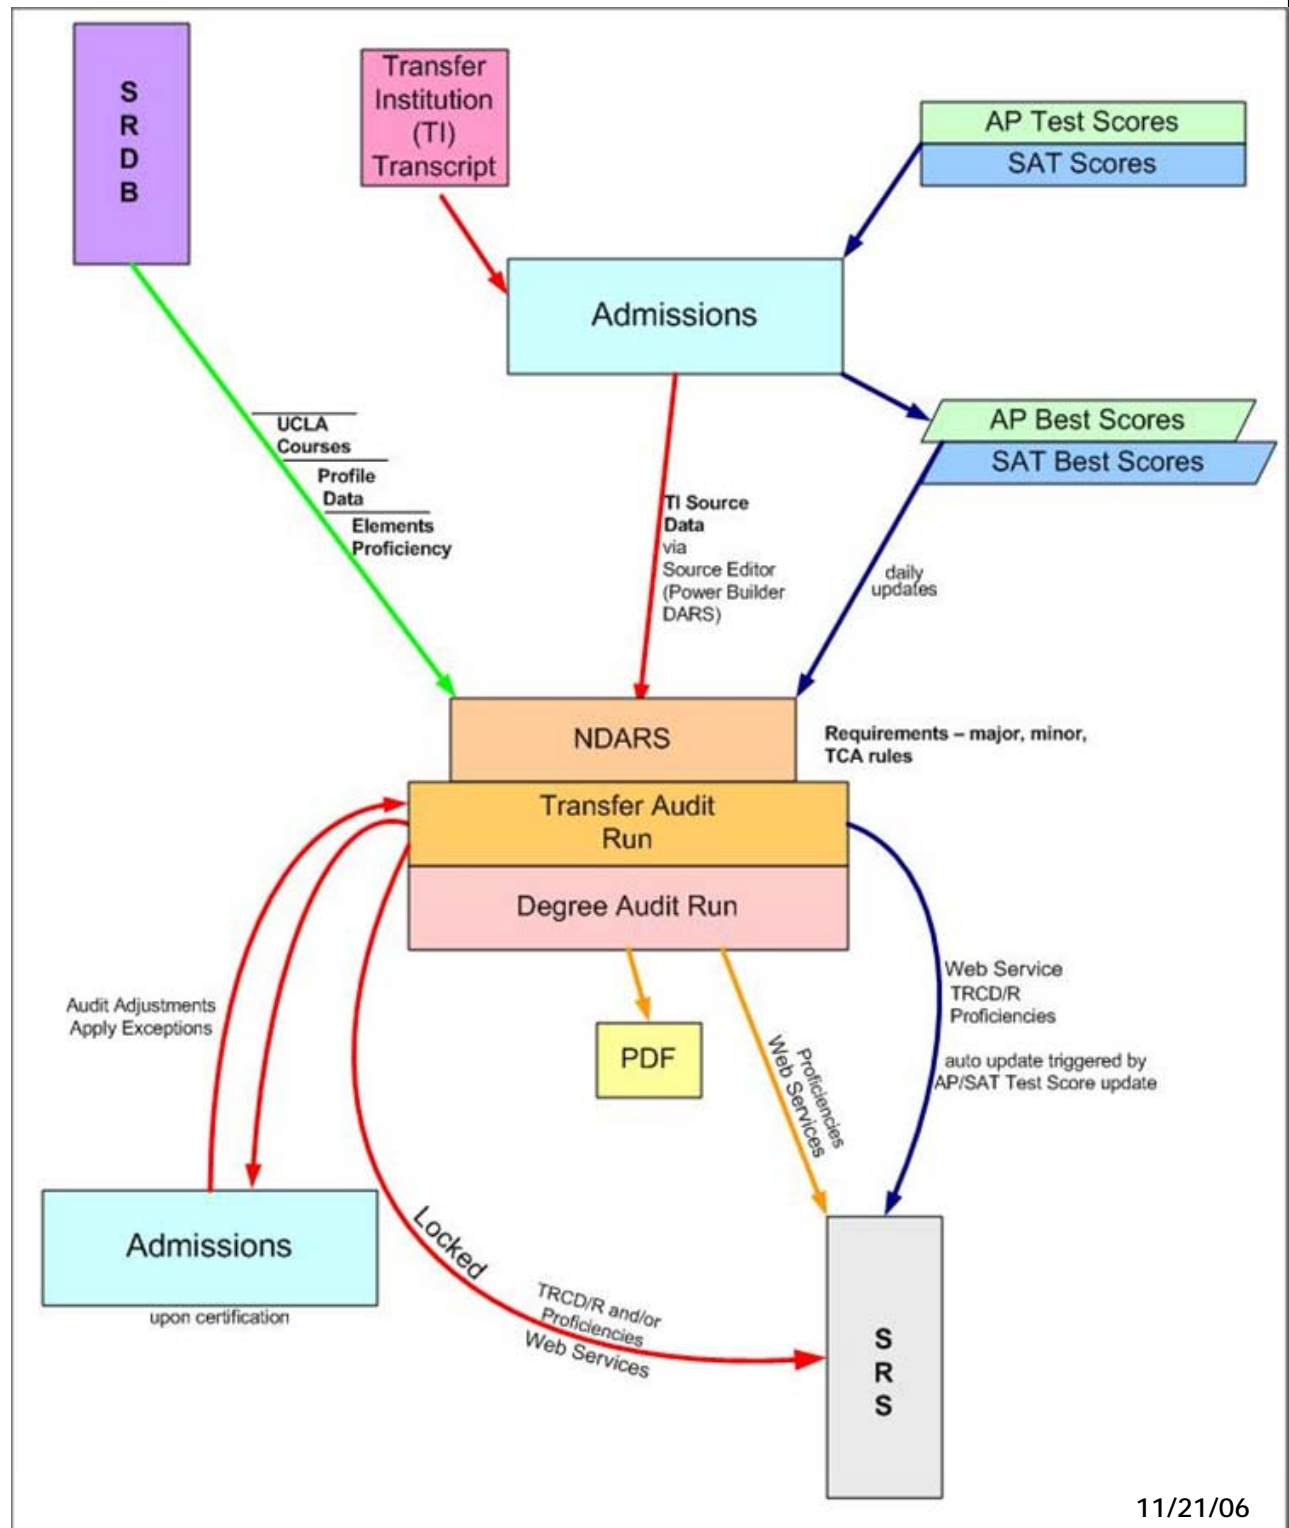 S
R
D
B
Transfer
Institution
(TI)
Transcript
AP Test Scores
SAT Scores
Admissions
AP Best Scores
SAT Best Scores
UCLA
Courses
Profile
Data
Elements
Proficiency
TI Source
Data
via
Source Editor
(Power Builder
DARS)
daily
updates
NDARS
Requirements – major, minor,
TCA rules
Transfer Audit
Run
Degree Audit Run
Audit Adjustments
Apply Exceptions
PDF
Proficiencies
Web Services
Web Service
TRCD/R
Proficiencies
auto update triggered by
AP/SAT Test Score update
Admissions
upon certification
Locked
TRCD/R and/or
Proficiencies
Web Services
S
R
S
11/21/06